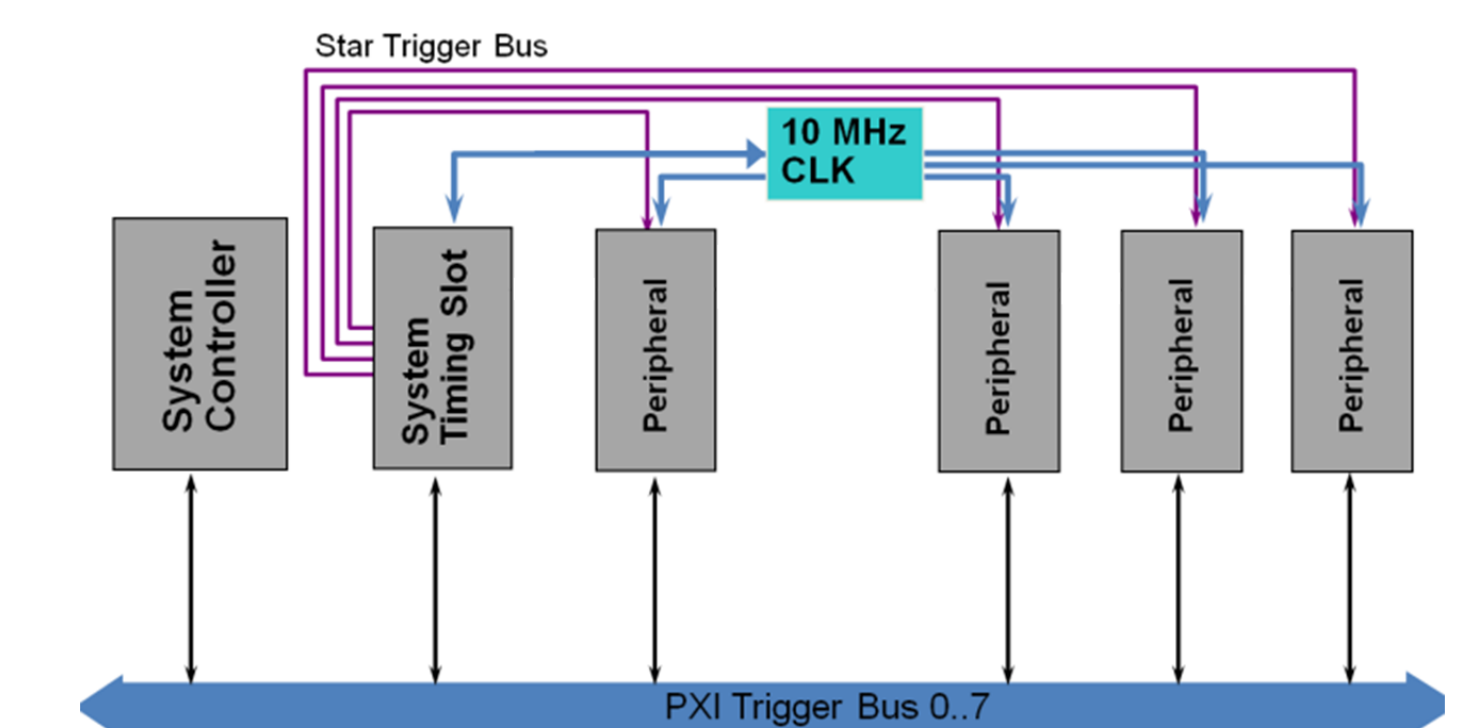 Star Trigger Bus
10 MHz
CLK
System
Controller
System
Timing Slot
Peripheral
Peripheral
Peripheral
Peripheral
PXI Trigger Bus 0..7